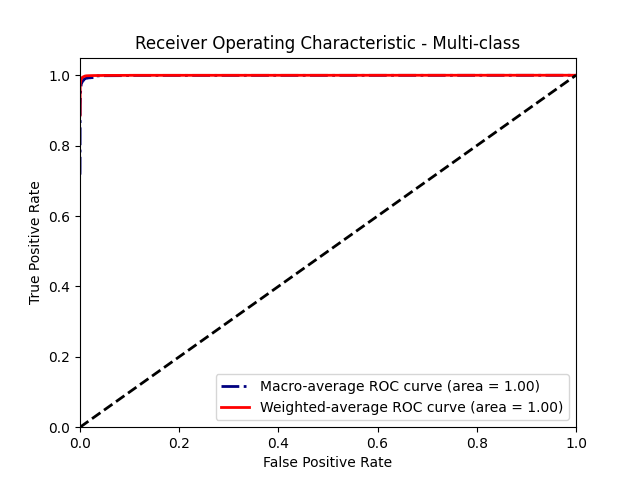 Receiver Operating Characteristic - Multi-class
True Positive Rate
1.0
0.8
0.6
0.4
0.2
0.0
Macro-average ROC curve (area = 1.00)
Weighted-average ROC curve (area = 1.00)
0.0 0.2 0.4 0.6 0.8 1.0
False Positive Rate